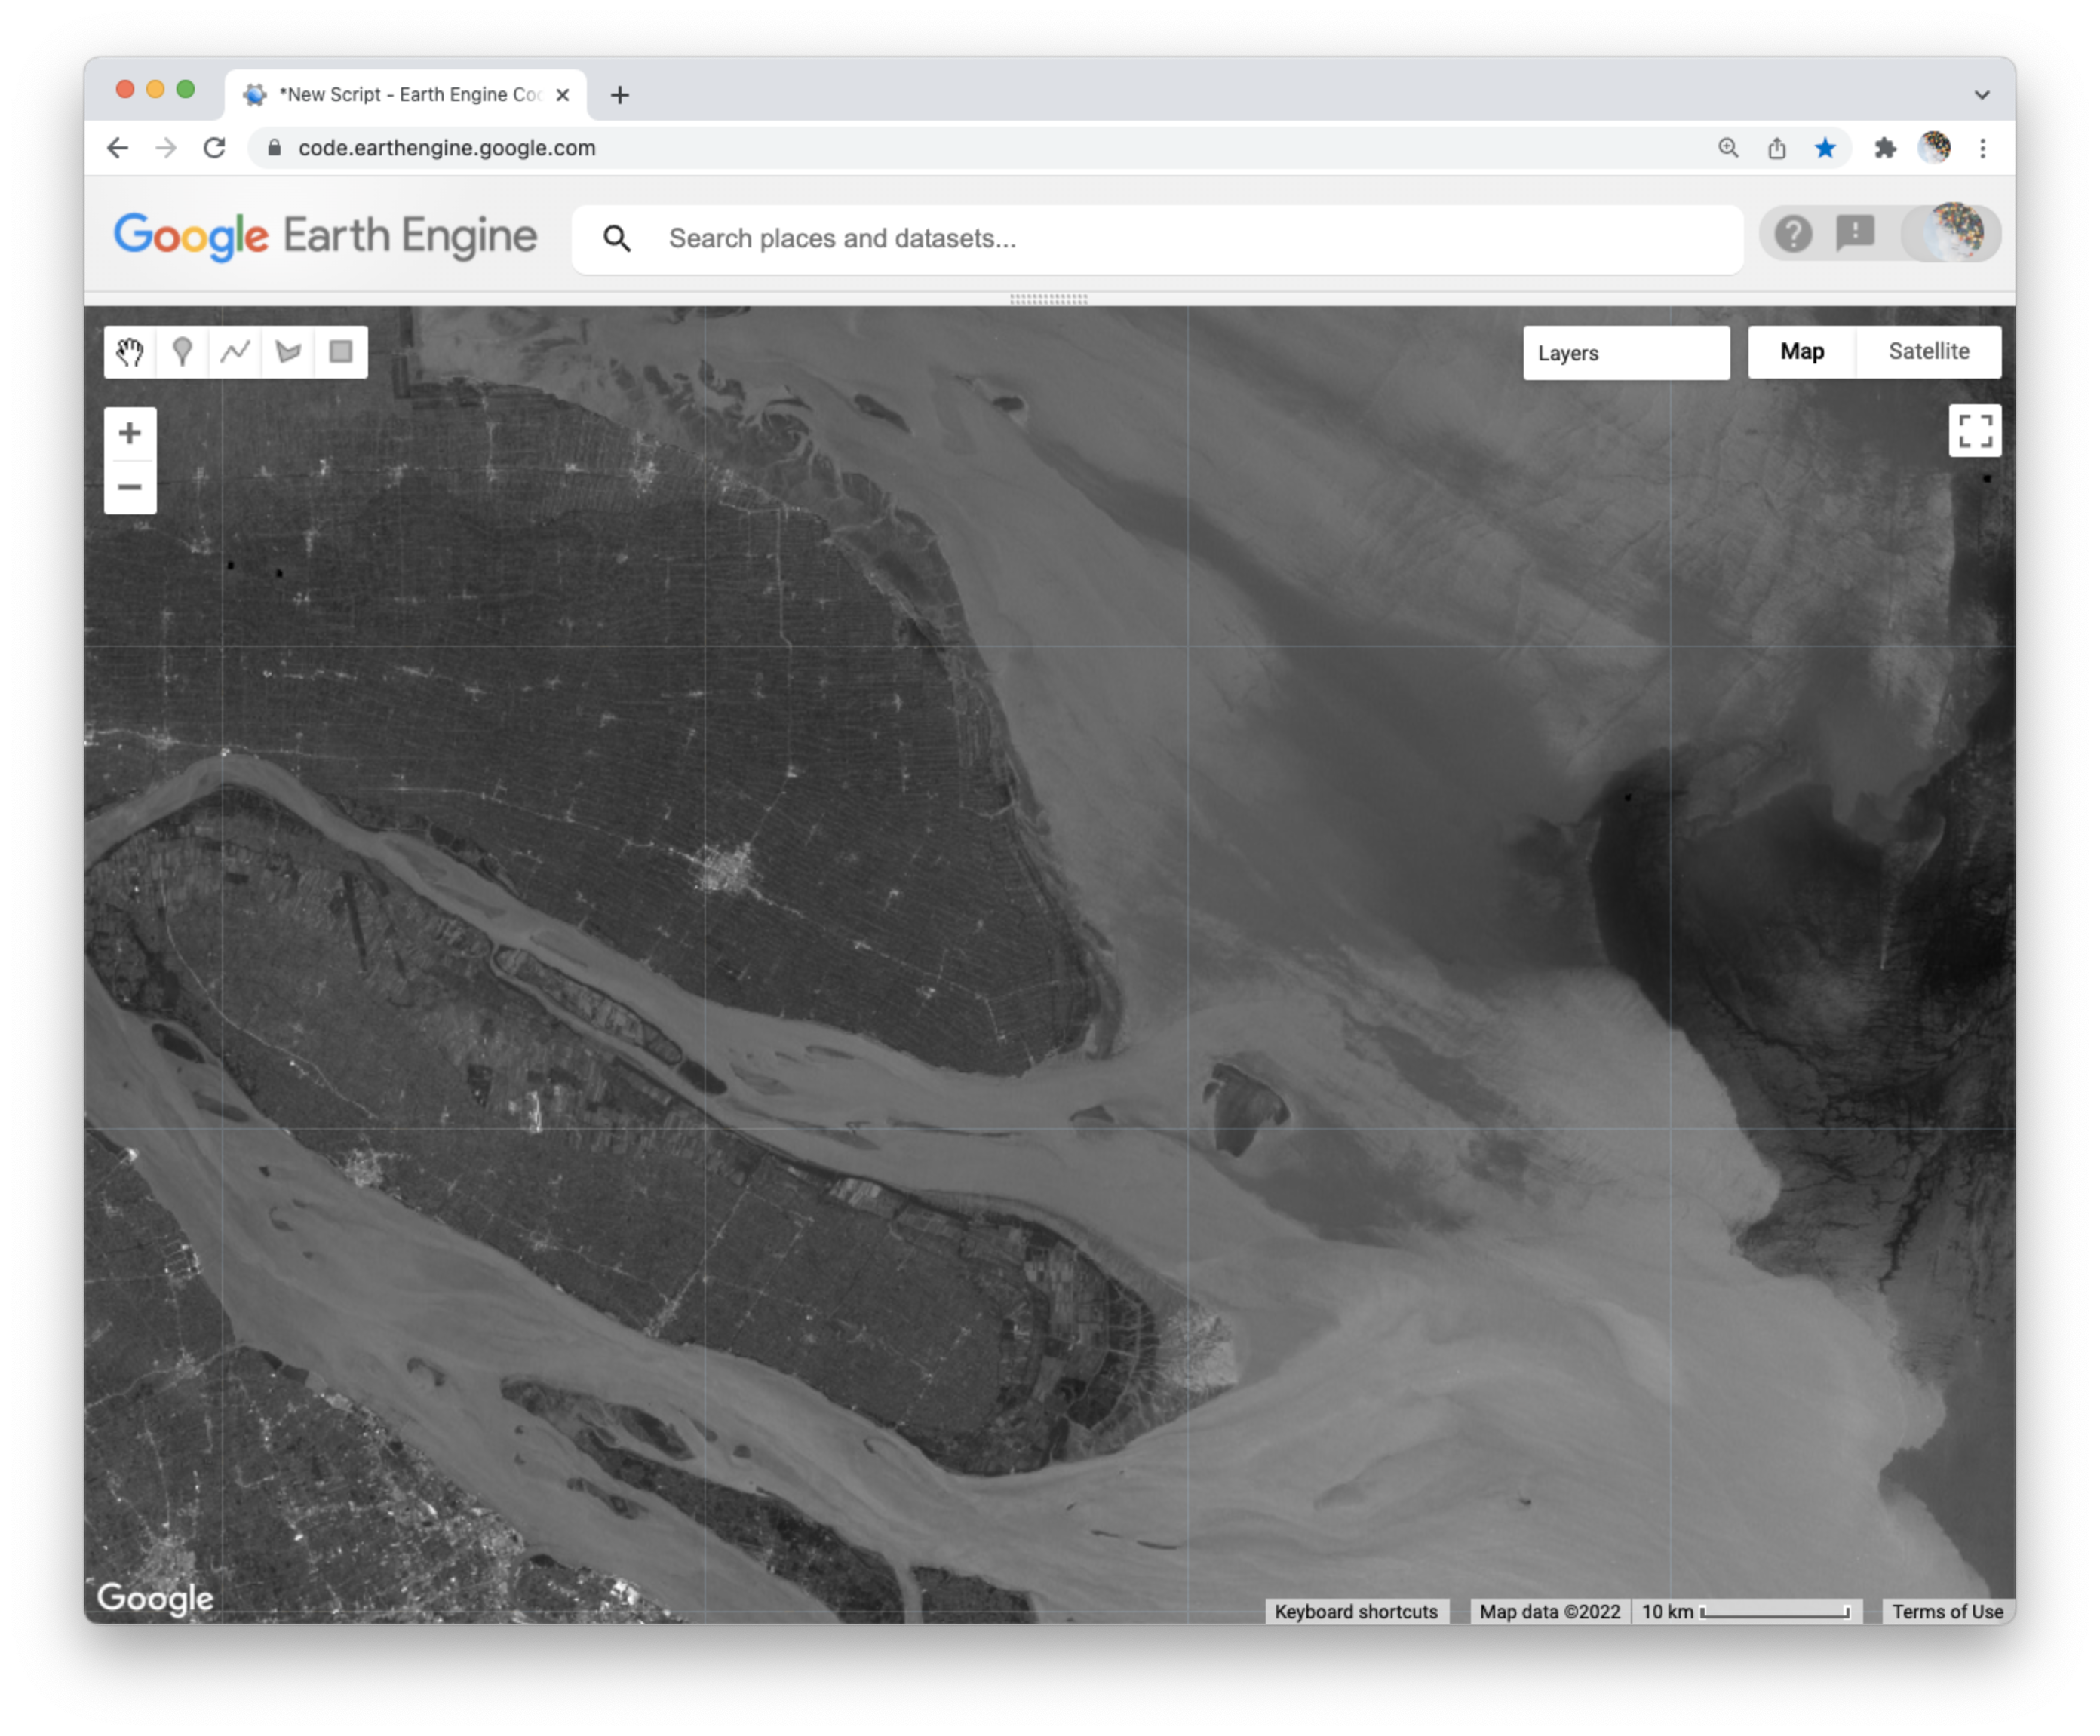 *New Script - Earth Engine Coc
code.earthengine.google.com
Google Earth Engine
Search places and datasets...
Layers
Map
Satellite
Google
Keyboard shortcuts
Map data ©2022
10 km
Terms of Use